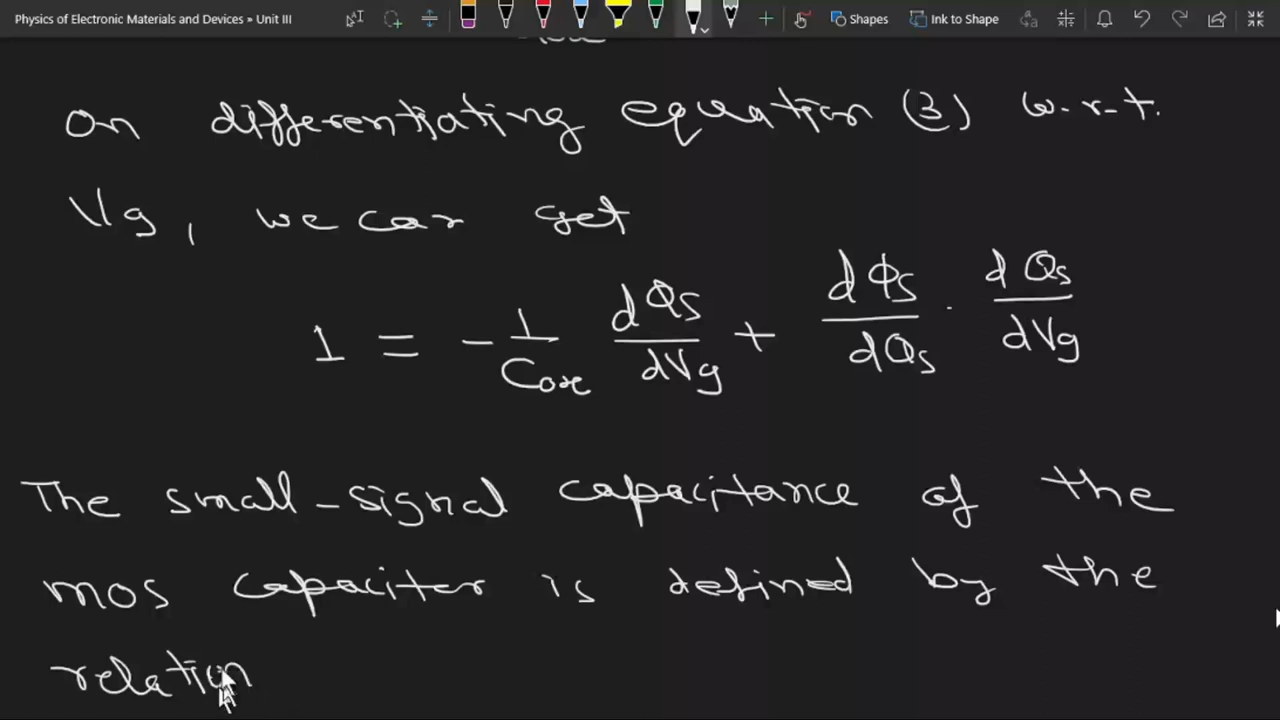 Physics of Electronic Materials and Devices » Unit III
Shapes
Ink to Shape
on differentiating equation (3) w.r.t.
Vg, we can get
1 = - 1/Cox dQs/dVg + dφs/dQs · dQs/dVg
The small-signal capacitance of the
mos capaciter is defined by the
relation